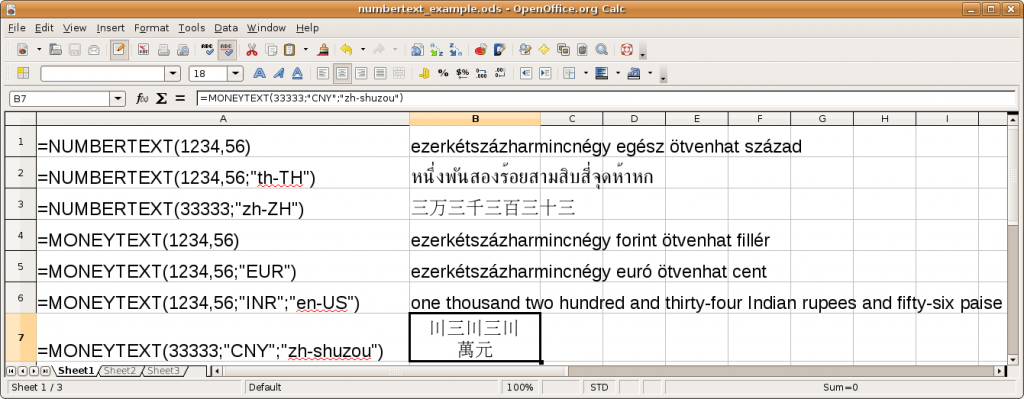 numbertext_example.ods - OpenOffice.org Calc
File Edit View Insert Format Tools Data Window Help
18
B7 =MONEYTEXT(33333;"CNY";"zh-shuzou")
A B C D E F G H I
1 =NUMBERTEXT(1234,56) ezerkétszázharmincnégy egész ötvenhat század
2 =NUMBERTEXT(1234,56;"th-TH") หนึ่งพันสองร้อยสามสิบสี่จุดห้าหก
3 =NUMBERTEXT(33333;"zh-ZH") 三万三千三百三十三
4 =MONEYTEXT(1234,56) ezerkétszázharmincnégy forint ötvenhat fillér
5 =MONEYTEXT(1234,56;"EUR") ezerkétszázharmincnégy euró ötvenhat cent
6 =MONEYTEXT(1234,56;"INR";"en-US") one thousand two hundred and thirty-four Indian rupees and fifty-six paise
7 =MONEYTEXT(33333;"CNY";"zh-shuzou") 〣三〣三〣
萬元
Sheet1 Sheet2 Sheet3
Sheet 1 / 3 Default 100% STD Sum=0